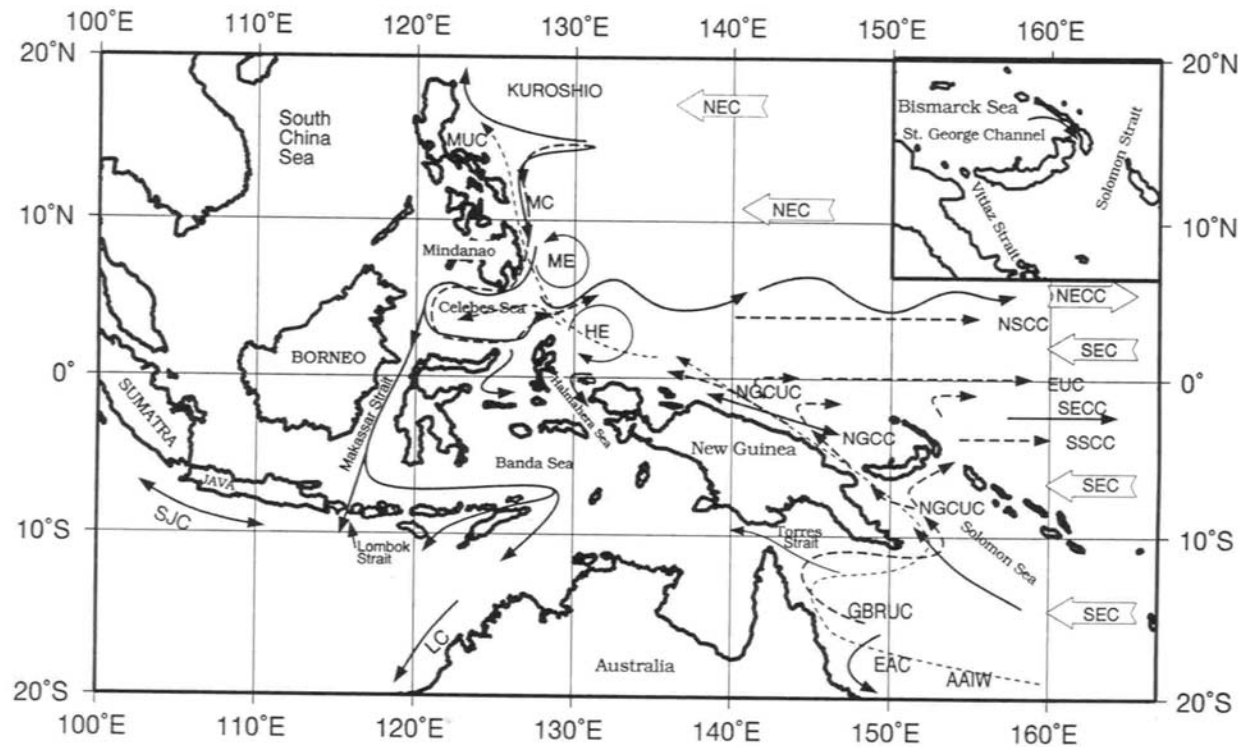 100°E 110°E 120°E 130°E 140°E 150°E 160°E
20°N
20°N
KUROSHIO
NEC
South
China
Sea
MUC
Bismarck Sea
St. George Channel
Solomon Strait
Vitiaz Strait
MC
NEC
10°N
10°N
Mindanao
ME
Celebes Sea
NECC
NSCC
HE
SEC
BORNEO
0°
0°
EUC
NGCUC
SECC
SUMATRA
Makassar Strait
Halmahera Sea
NGCC
SSCC
New Guinea
Banda Sea
JAVA
SEC
SJC
NGCUC
10°S
10°S
Lombok
Strait
Torres
Strait
Solomon Sea
SEC
GBRUC
LC
EAC
Australia
AAIW
20°S
20°S
100°E 110°E 120°E 130°E 140°E 150°E 160°E